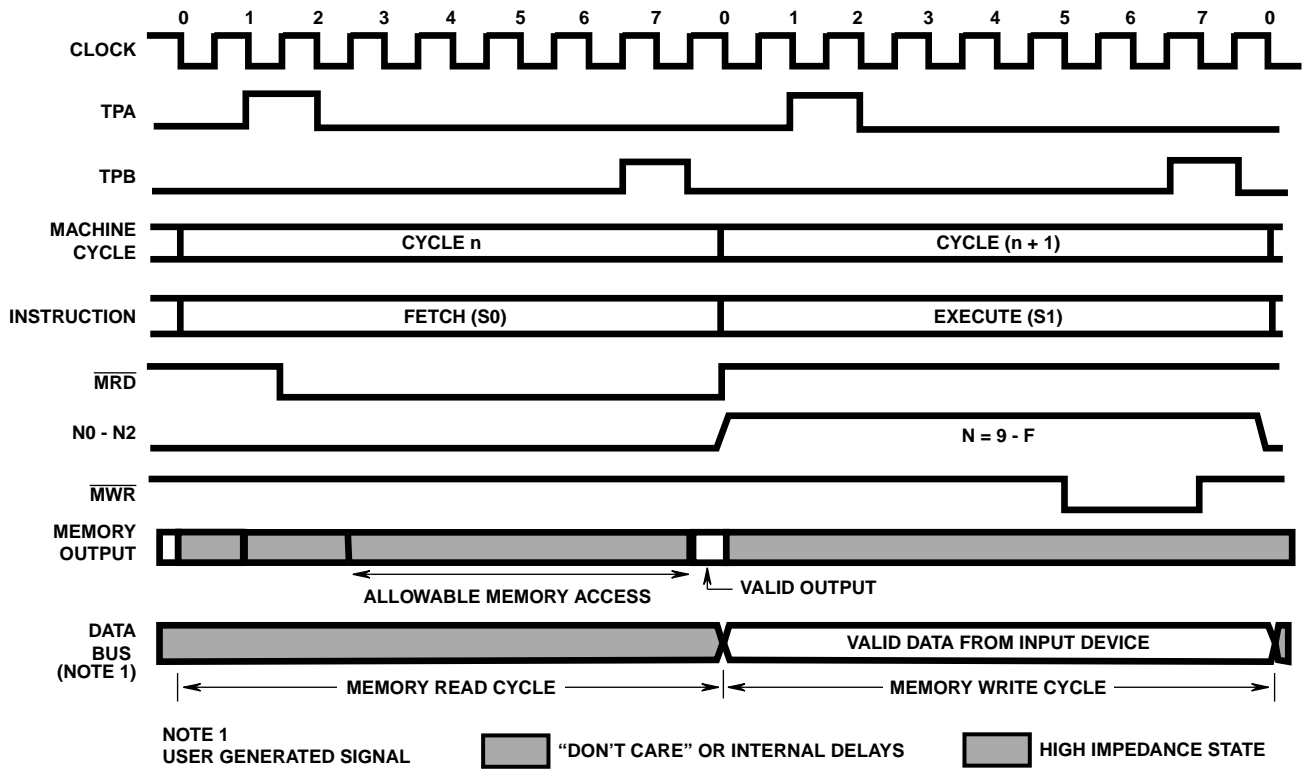 0 1 2 3 4 5 6 7 0 1 2 3 4 5 6 7 0
CLOCK
TPA
TPB
MACHINE
CYCLE
CYCLE n
CYCLE (n + 1)
INSTRUCTION
FETCH (S0)
EXECUTE (S1)
MRD
N0 - N2
N = 9 - F
MWR
MEMORY
OUTPUT
ALLOWABLE MEMORY ACCESS
VALID OUTPUT
DATA
BUS
(NOTE 1)
VALID DATA FROM INPUT DEVICE
MEMORY READ CYCLE
MEMORY WRITE CYCLE
NOTE 1
USER GENERATED SIGNAL
“DON’T CARE” OR INTERNAL DELAYS
HIGH IMPEDANCE STATE